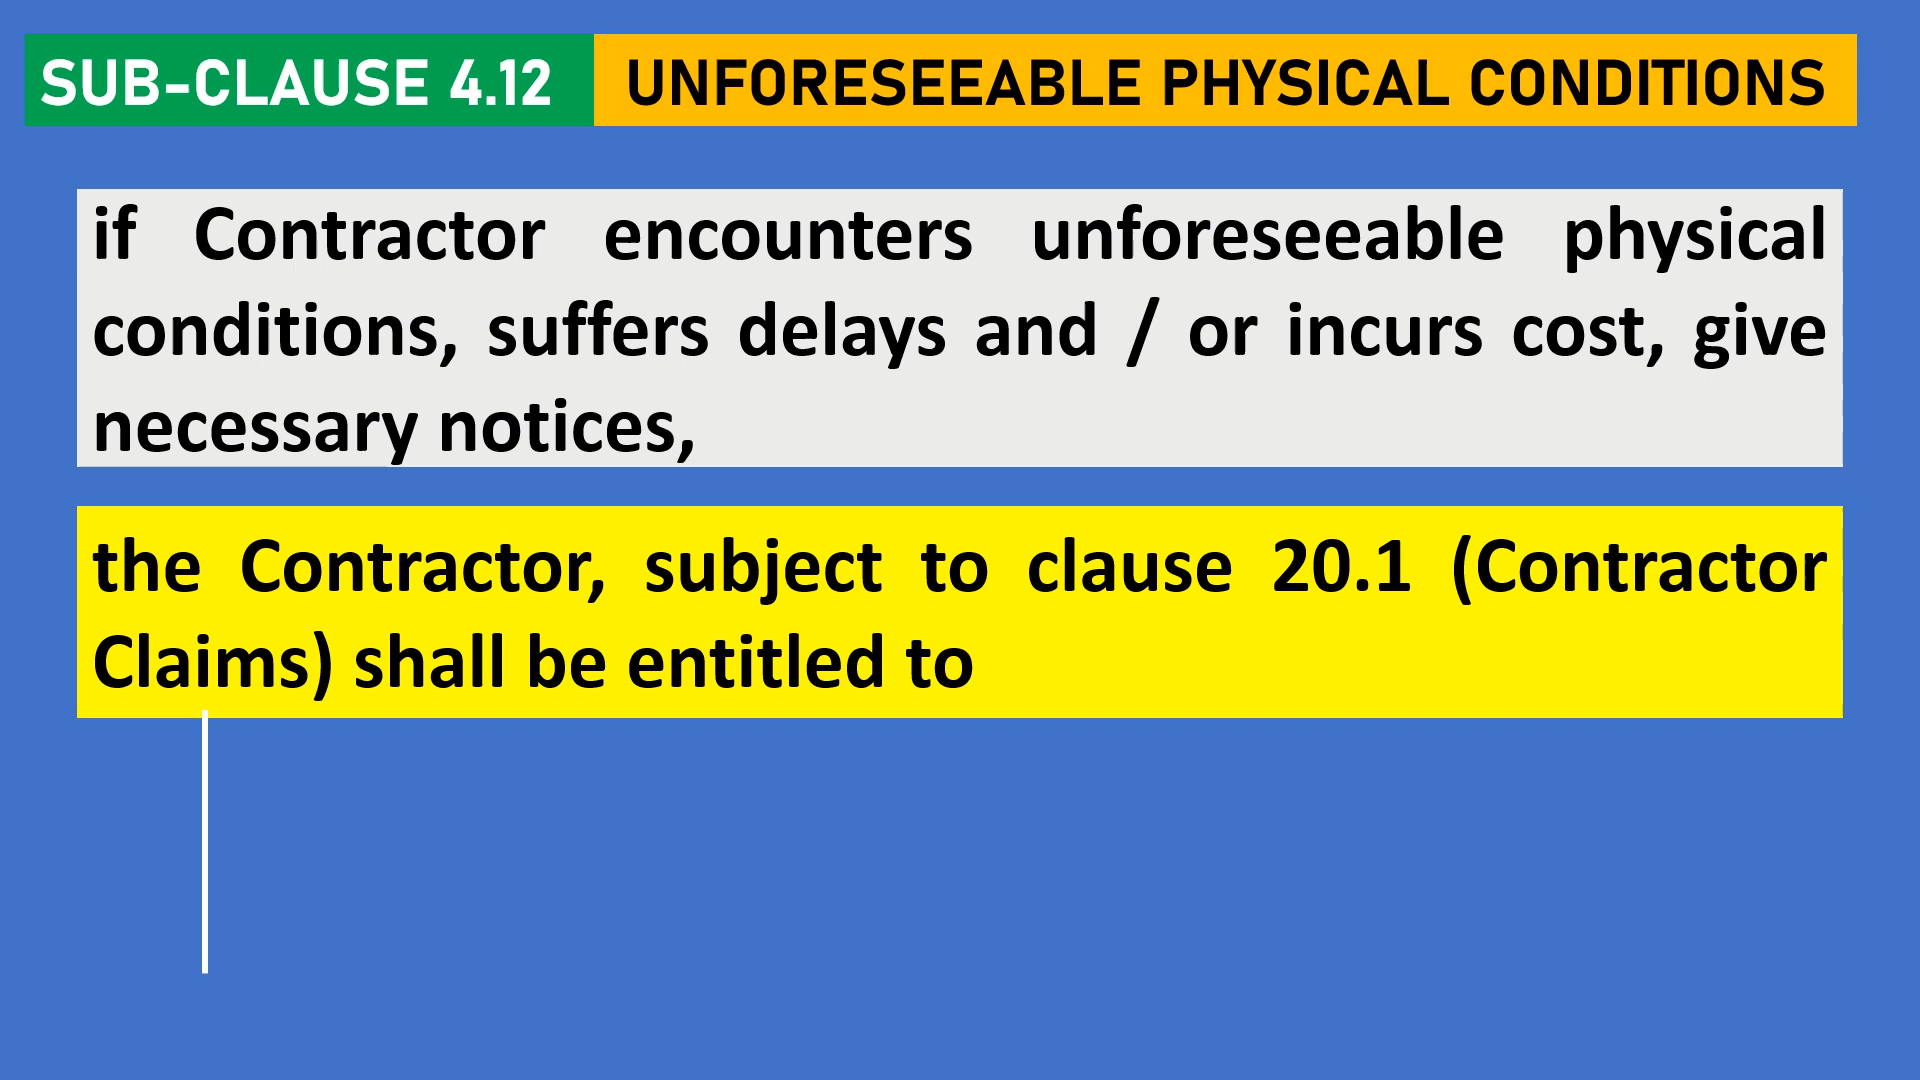 SUB-CLAUSE 4.12 UNFORESEEABLE PHYSICAL CONDITIONS
if Contractor encounters unforeseeable physical
conditions, suffers delays and / or incurs cost, give
necessary notices,
the Contractor, subject to clause 20.1 (Contractor
Claims) shall be entitled to